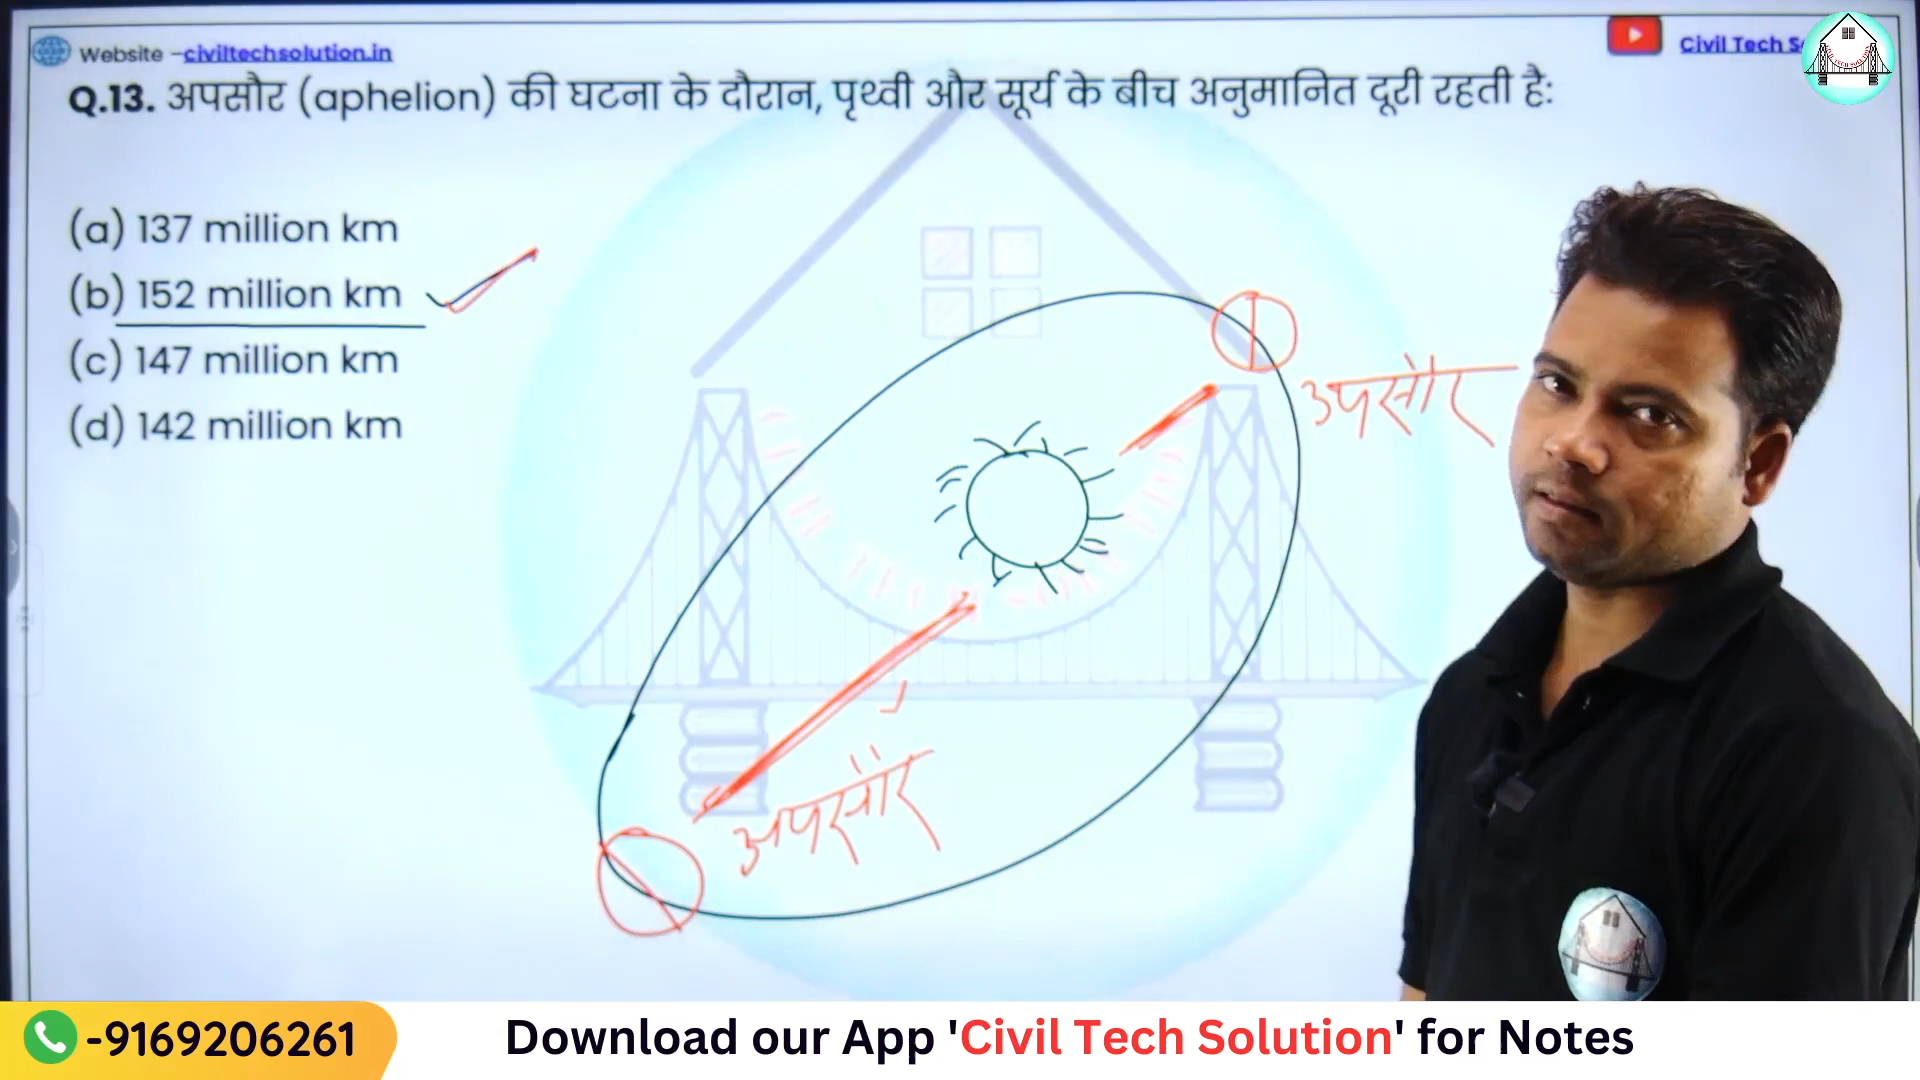 Website –civiltechsolution.in
Civil Tech S
Q.13. अपसौर (aphelion) की घटना के दौरान, पृथ्वी और सूर्य के बीच अनुमानित दूरी रहती है:
(a) 137 million km
(b) 152 million km
(c) 147 million km
(d) 142 million km
उपसौर
अपसौर
-9169206261
Download our App 'Civil Tech Solution' for Notes